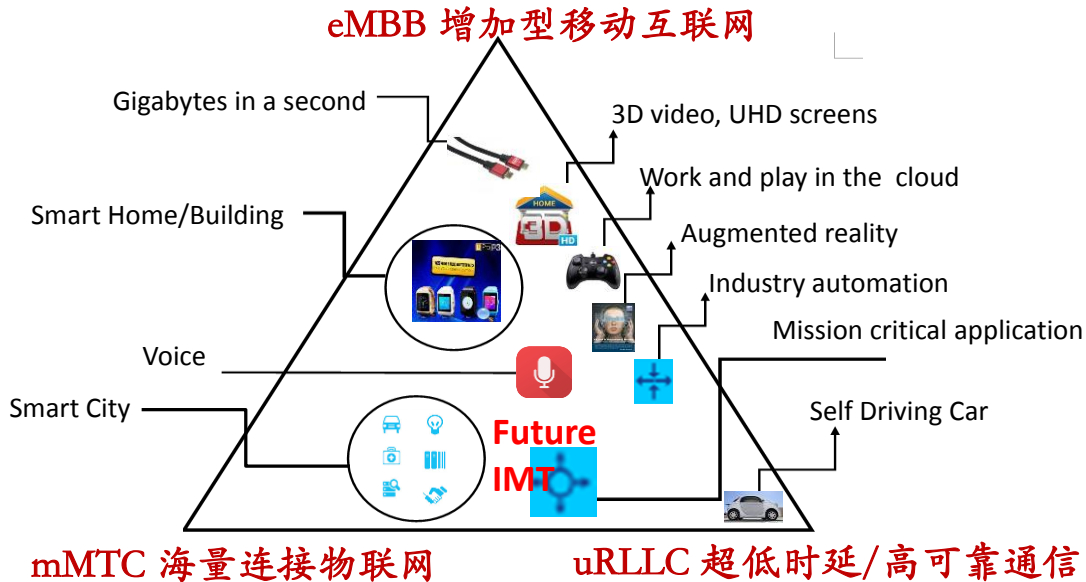 eMBB 增加型移动互联网
Gigabytes in a second
3D video, UHD screens
Work and play in the cloud
Smart Home/Building
HOME
3D
HD
Augmented reality
Industry automation
Mission critical application
Voice
Smart City
Self Driving Car
Future
IMT
mMTC 海量连接物联网
uRLLC 超低时延/高可靠通信